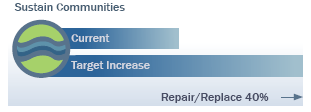 Sustain Communities
Current
Target Increase
Repair/Replace 40%